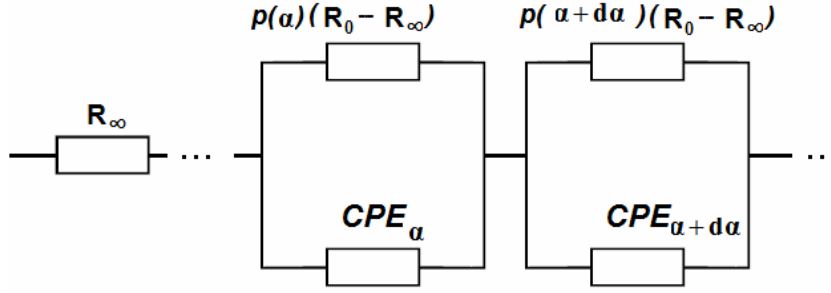 p(α)(R₀ − R∞) p(α+dα)(R₀ − R∞)
R∞
... ..
CPEα CPEα+dα